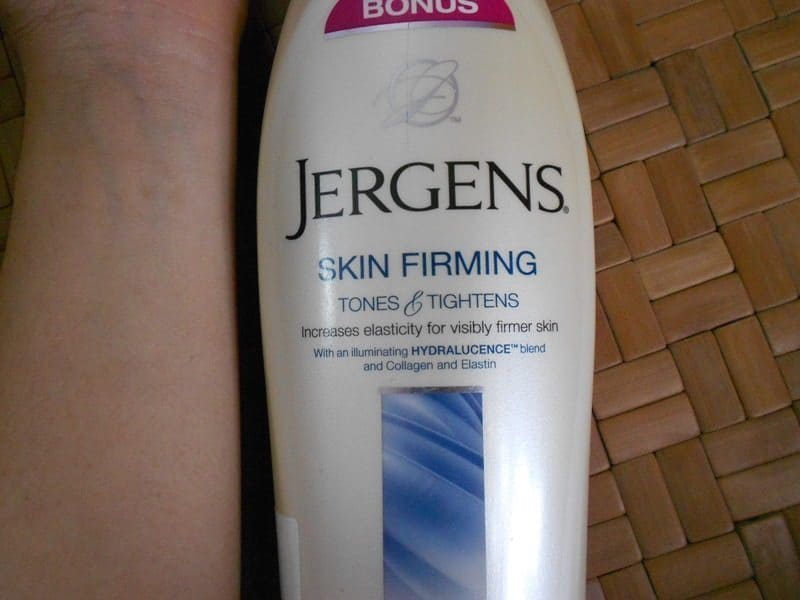 BONUS
JERGENS®
SKIN FIRMING
TONES & TIGHTENS
Increases elasticity for visibly firmer skin
With an illuminating HYDRALUCENCE™ blend
and Collagen and Elastin